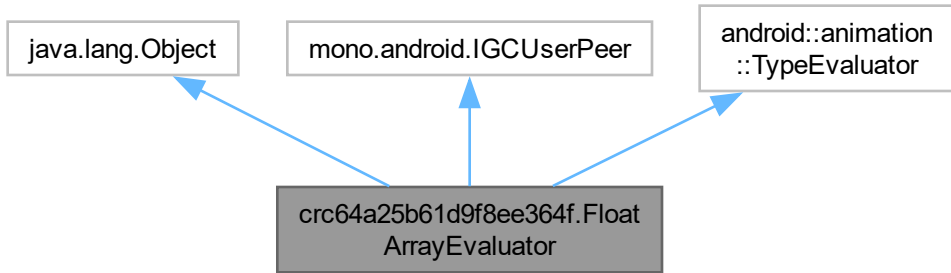 java.lang.Object
mono.android.IGCUserPeer
android::animation
::TypeEvaluator
crc64a25b61d9f8ee364f.Float
ArrayEvaluator